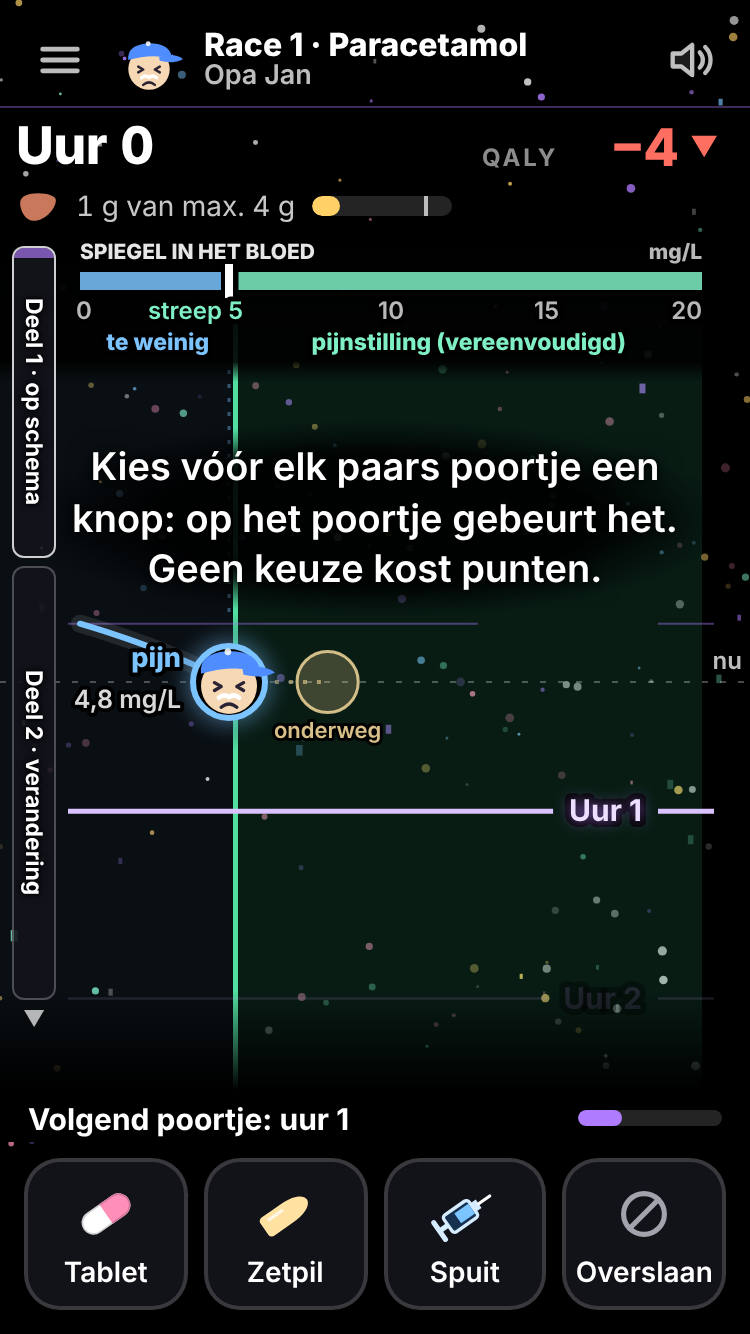 Race 1 · Paracetamol
Opa Jan
Uur 0
QALY
−4 ▼
1 g van max. 4 g
SPIEGEL IN HET BLOED
mg/L
0
streep 5
10
15
20
te weinig
pijnstilling (vereenvoudigd)
Deel 1 · op schema
Kies vóór elk paars poortje een
knop: op het poortje gebeurt het.
Geen keuze kost punten.
pijn
nu
4,8 mg/L
onderweg
Deel 2 · verandering
Uur 1
Uur 2
Volgend poortje: uur 1
Tablet
Zetpil
Spuit
Overslaan